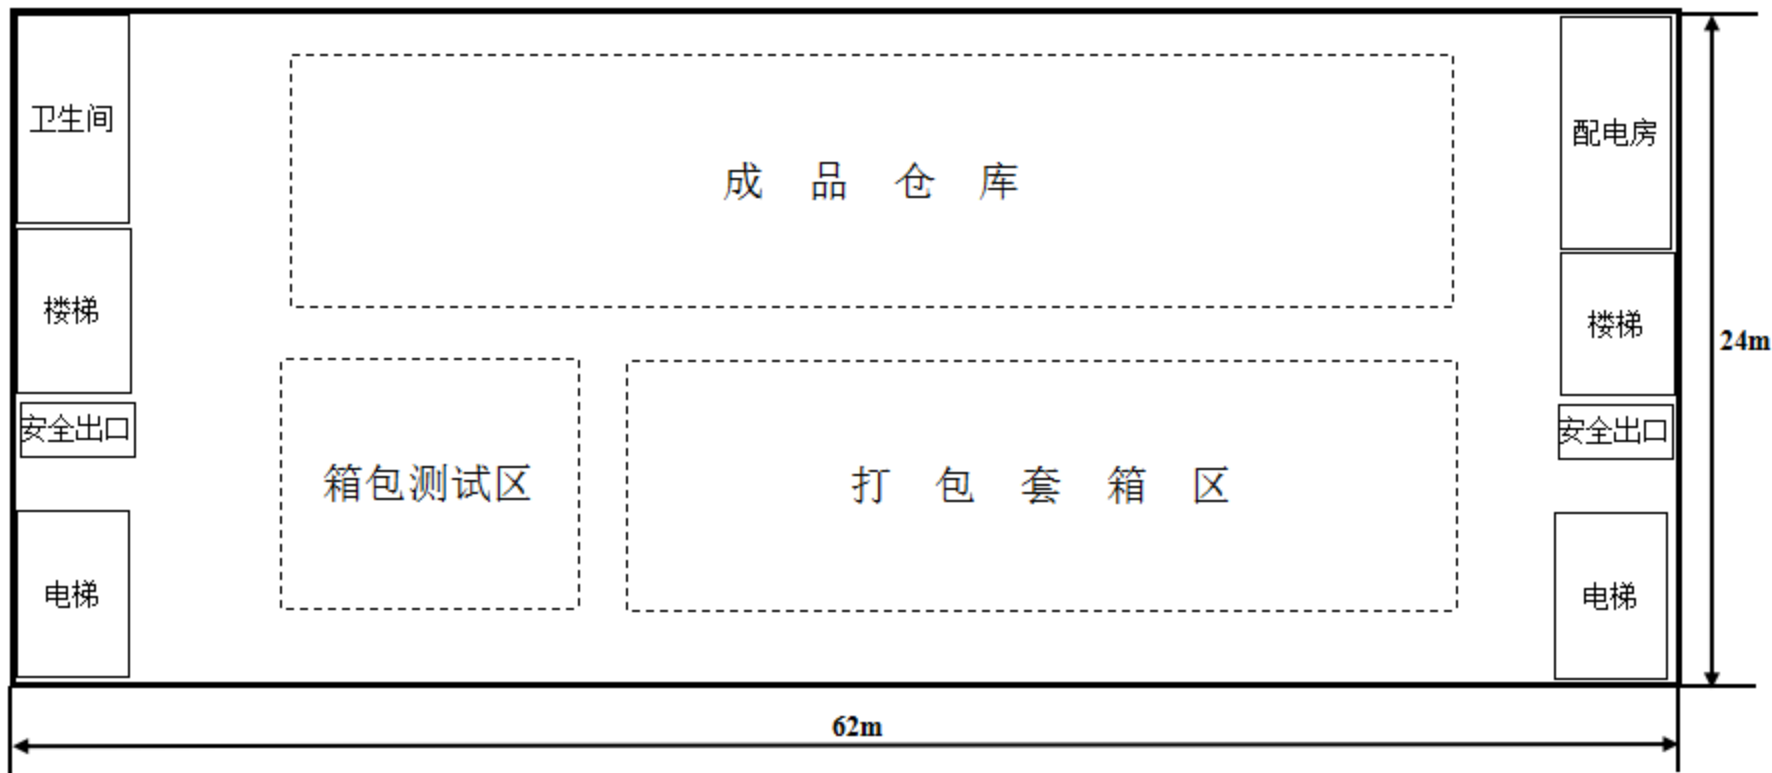 卫生间
配电房
成品仓库
楼梯
楼梯
24m
安全出口
安全出口
箱包测试区
打包套箱区
电梯
电梯
62m